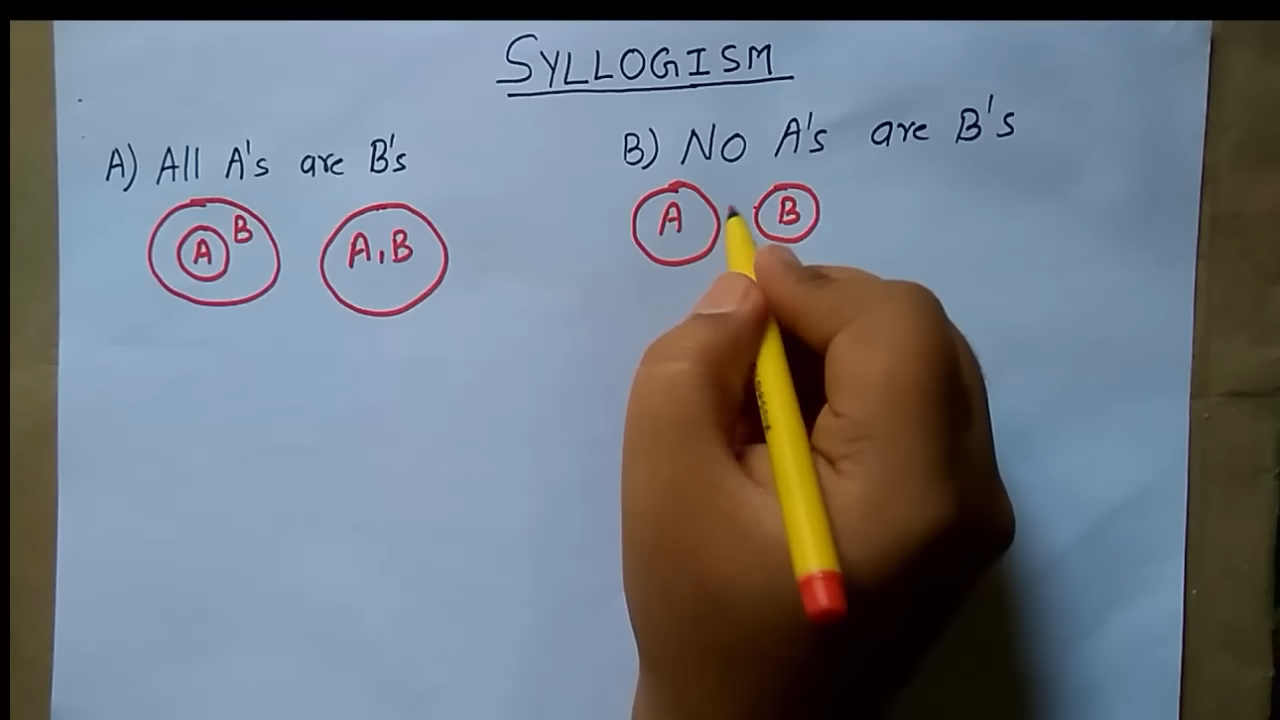 SYLLOGISM
A) All A's are B's
A B
A, B
B) No A's are B's
A
B